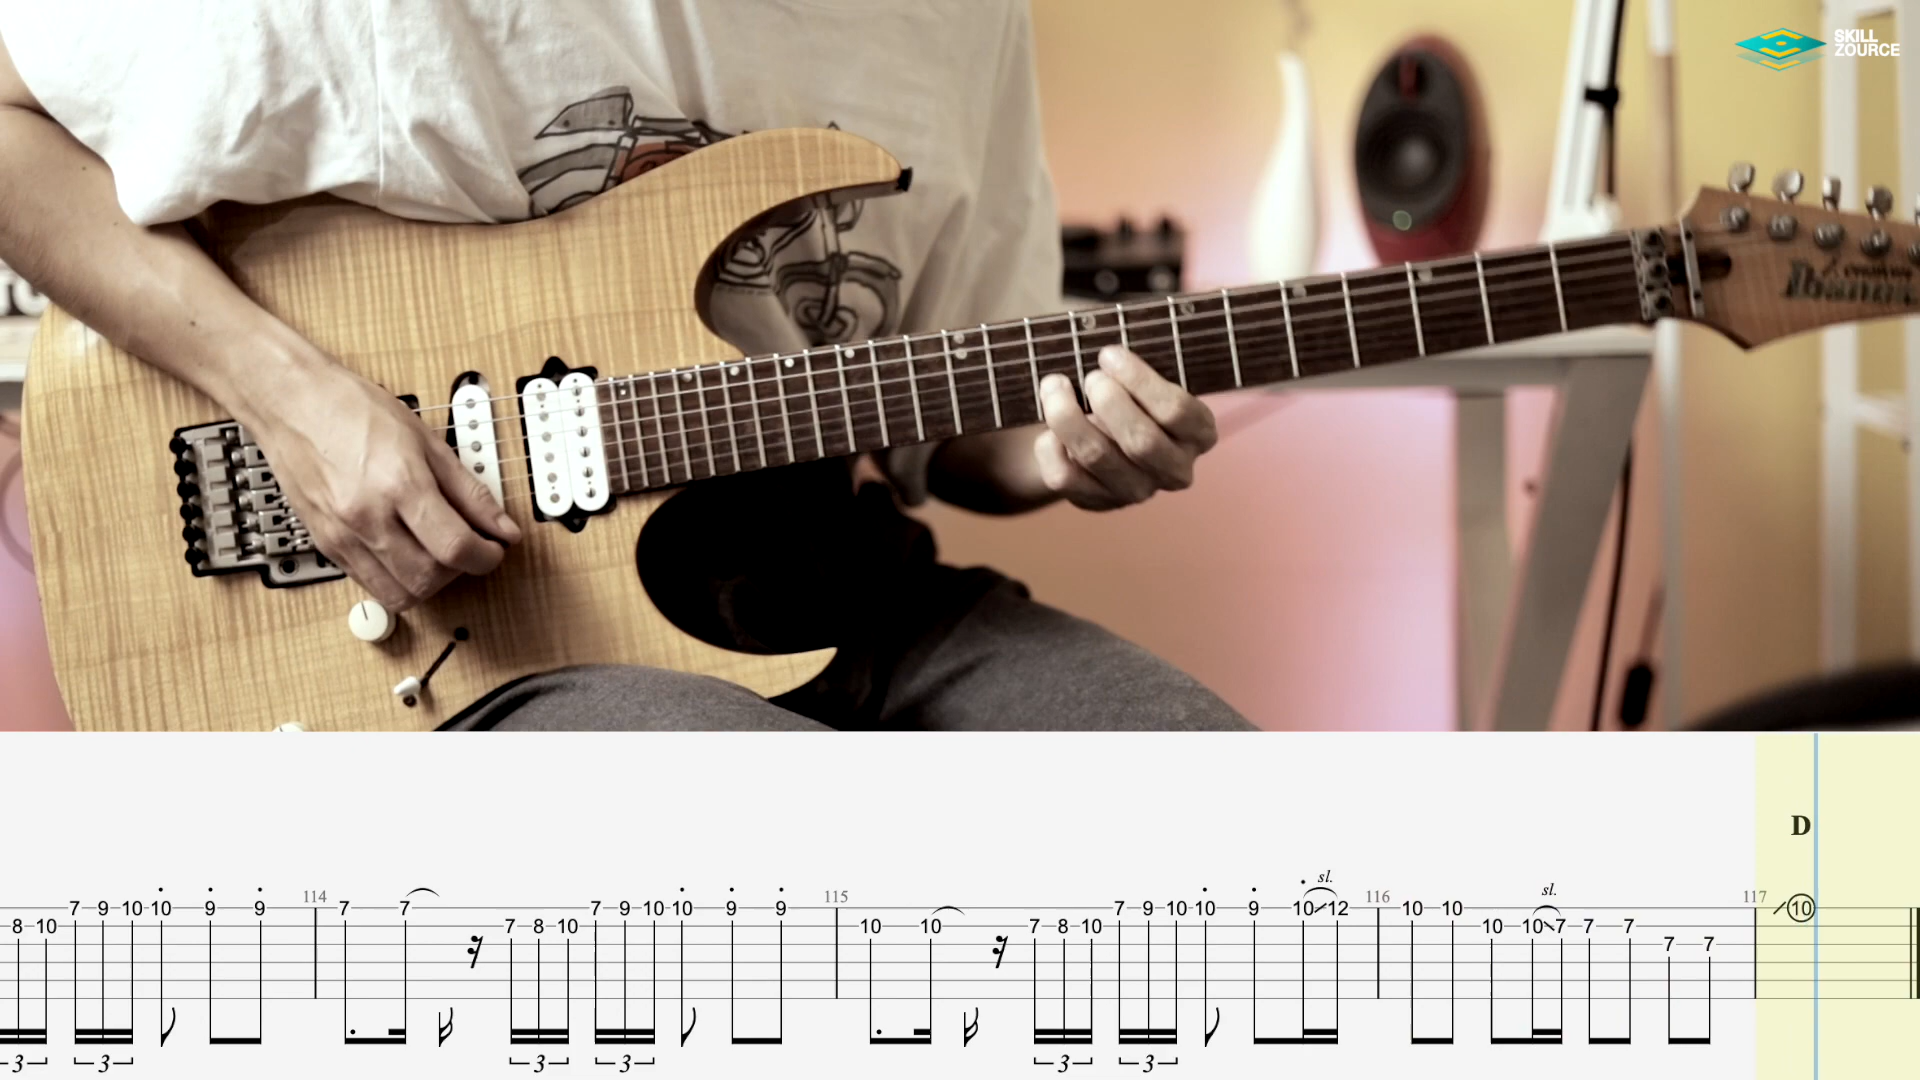 SKILL
ZOURCE
Ibanez
D
sl. sl.
114 115 116 117
8 10 7 9 10 10 9 9 7 7 7 8 10 7 9 10 10 9 9 10 10 7 8 10 7 9 10 10 9 10 12 10 10 10 10 7 7 7 7 7 10
3 3 3 3 3 3